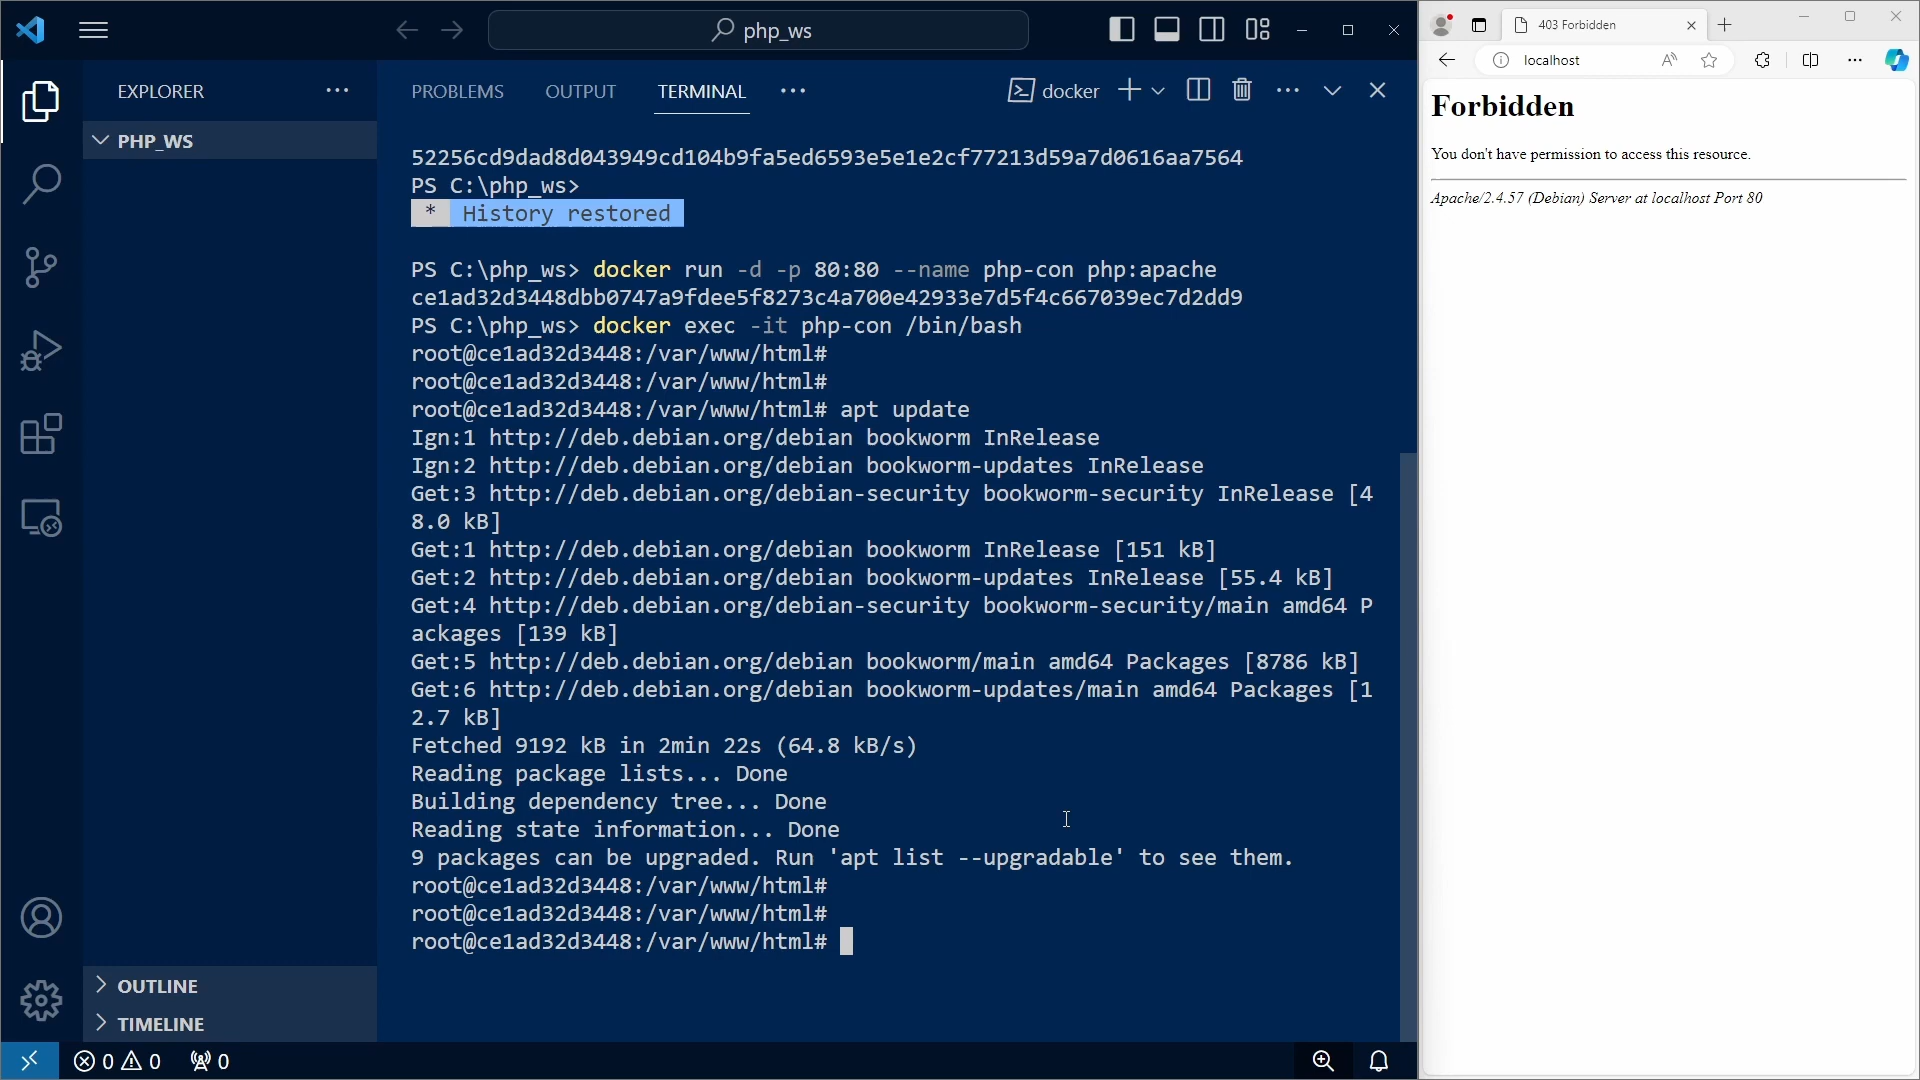 php_ws
EXPLORER
PHP_WS
OUTLINE
TIMELINE
PROBLEMS OUTPUT TERMINAL
docker
52256cd9dad8d043949cd104b9fa5ed6593e5e1e2cf77213d59a7d0616aa7564
PS C:\php_ws>
* History restored
PS C:\php_ws> docker run -d -p 80:80 --name php-con php:apache
ce1ad32d3448dbb0747a9fdee5f8273c4a700e42933e7d5f4c667039ec7d2dd9
PS C:\php_ws> docker exec -it php-con /bin/bash
root@ce1ad32d3448:/var/www/html#
root@ce1ad32d3448:/var/www/html#
root@ce1ad32d3448:/var/www/html# apt update
Ign:1 http://deb.debian.org/debian bookworm InRelease
Ign:2 http://deb.debian.org/debian bookworm-updates InRelease
Get:3 http://deb.debian.org/debian-security bookworm-security InRelease [4
8.0 kB]
Get:1 http://deb.debian.org/debian bookworm InRelease [151 kB]
Get:2 http://deb.debian.org/debian bookworm-updates InRelease [55.4 kB]
Get:4 http://deb.debian.org/debian-security bookworm-security/main amd64 P
ackages [139 kB]
Get:5 http://deb.debian.org/debian bookworm/main amd64 Packages [8786 kB]
Get:6 http://deb.debian.org/debian bookworm-updates/main amd64 Packages [1
2.7 kB]
Fetched 9192 kB in 2min 22s (64.8 kB/s)
Reading package lists... Done
Building dependency tree... Done
Reading state information... Done
9 packages can be upgraded. Run 'apt list --upgradable' to see them.
root@ce1ad32d3448:/var/www/html#
root@ce1ad32d3448:/var/www/html#
root@ce1ad32d3448:/var/www/html#
0 0 0
403 Forbidden
localhost
Forbidden
You don't have permission to access this resource.
Apache/2.4.57 (Debian) Server at localhost Port 80